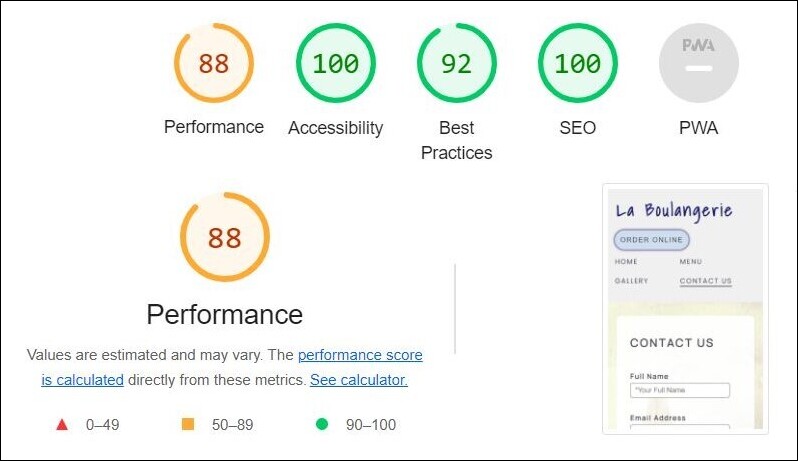 88
100
92
100
PWA
Performance
Accessibility
Best
Practices
SEO
PWA
88
Performance
Values are estimated and may vary. The performance score
is calculated directly from these metrics. See calculator.
0–49
50–89
90–100
La Boulangerie
ORDER ONLINE
HOME
MENU
GALLERY
CONTACT US
CONTACT US
Full Name
*Your Full Name
Email Address